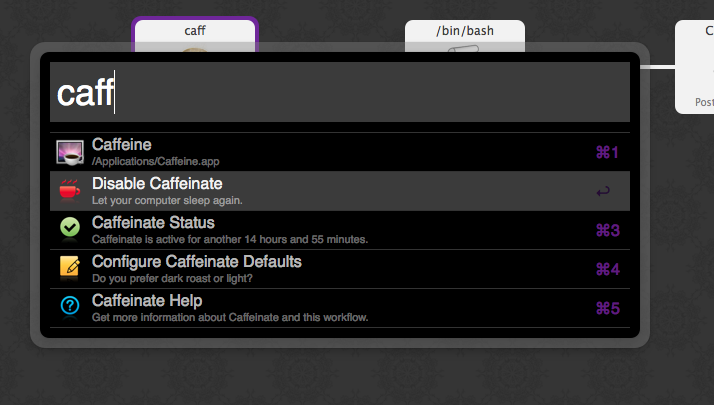 caff
/bin/bash
C
caff
Caffeine
/Applications/Caffeine.app
⌘1
Disable Caffeinate
Let your computer sleep again.
↩
Caffeinate Status
Caffeinate is active for another 14 hours and 55 minutes.
⌘3
Configure Caffeinate Defaults
Do you prefer dark roast or light?
⌘4
Caffeinate Help
Get more information about Caffeinate and this workflow.
⌘5
Post